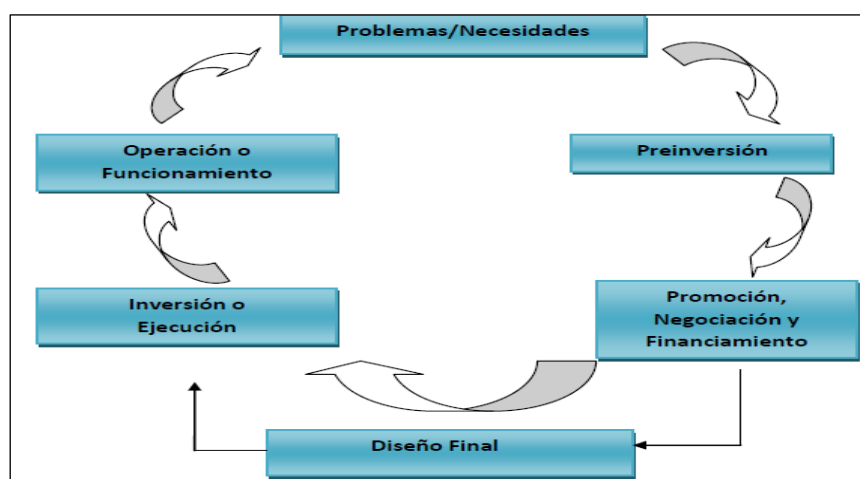 Problemas/Necesidades
Preinversión
Promoción,
Negociación y
Financiamiento
Diseño Final
Inversión o
Ejecución
Operación o
Funcionamiento